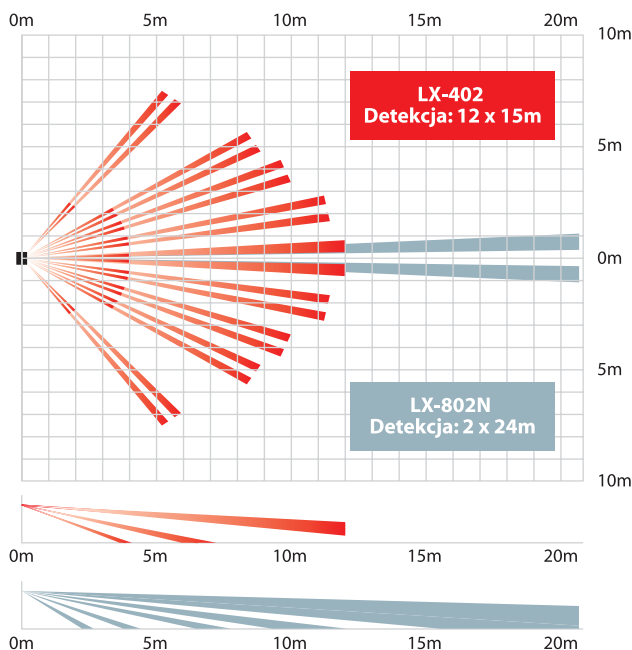 0m 5m 10m 15m 20m
10m
LX-402
Detekcja: 12 x 15m
5m
0m
5m
LX-802N
Detekcja: 2 x 24m
10m
0m 5m 10m 15m 20m
0m 5m 10m 15m 20m